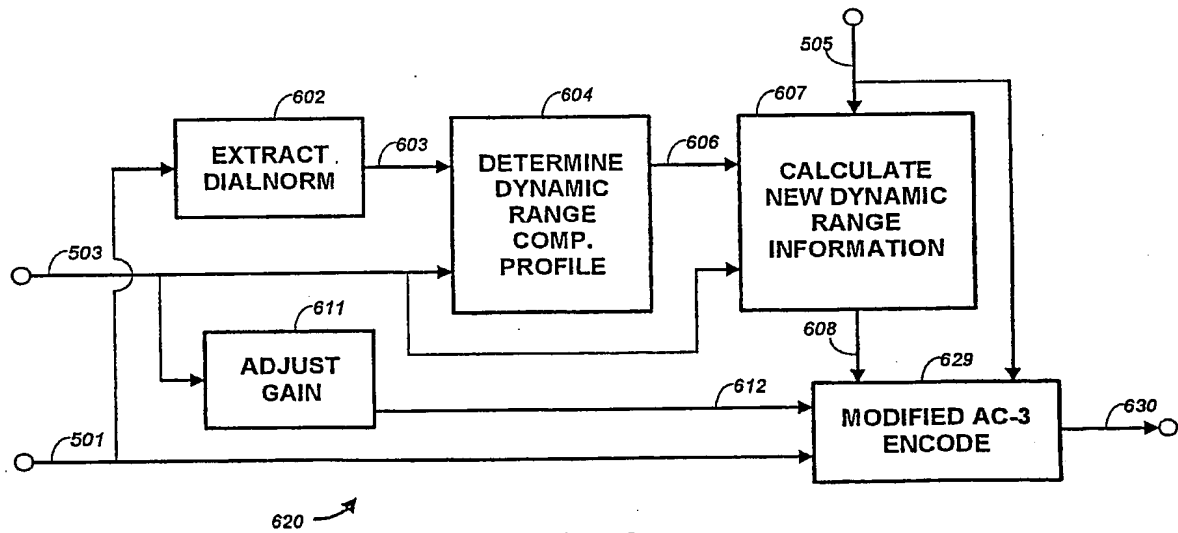 505
602
604
607
EXTRACT
DIALNORM
603
DETERMINE
DYNAMIC
RANGE
COMP.
PROFILE
606
CALCULATE
NEW DYNAMIC
RANGE
INFORMATION
503
611
ADJUST
GAIN
608
629
612
MODIFIED AC-3
ENCODE
630
501
620